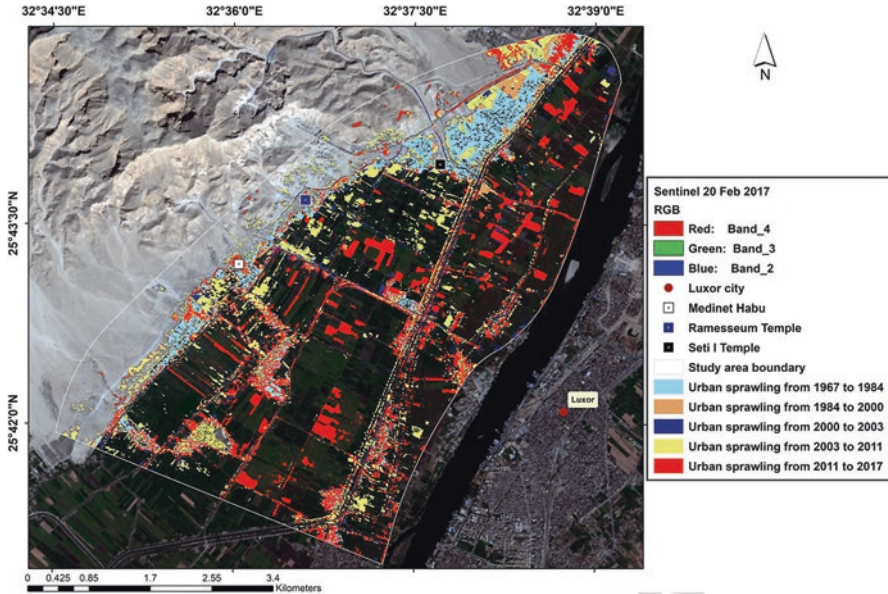 32°34'30"E 32°36'0"E 32°37'30"E 32°39'0"E
N
25°43'30"N
25°42'0"N
Luxor
Sentinel 20 Feb 2017
RGB
Red: Band_4
Green: Band_3
Blue: Band_2
Luxor city
Medinet Habu
Ramesseum Temple
Seti I Temple
Study area boundary
Urban sprawling from 1967 to 1984
Urban sprawling from 1984 to 2000
Urban sprawling from 2000 to 2003
Urban sprawling from 2003 to 2011
Urban sprawling from 2011 to 2017
0 0.425 0.85 1.7 2.55 3.4
Kilometers